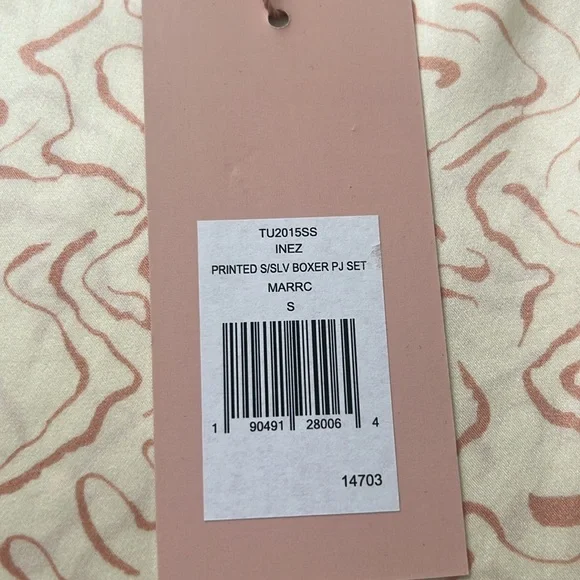 TU2015SS
INEZ
PRINTED S/SLV BOXER PJ SET
MARRC
S
1 90491 28006 4
14703